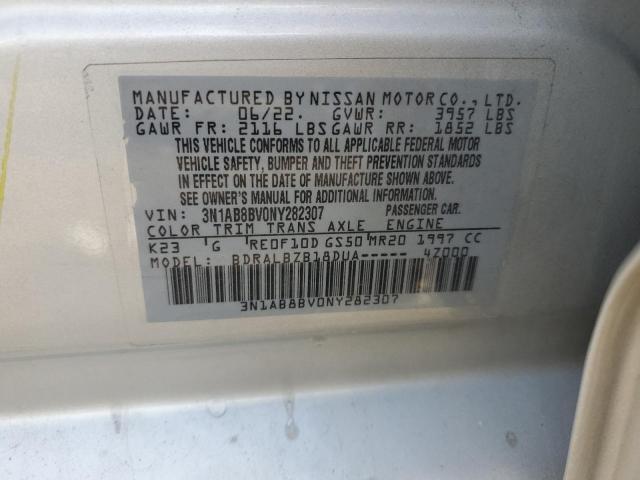 MANUFACTURED BY NISSAN MOTOR CO., LTD.
DATE: 06/22. GVWR: 3957 LBS
GAWR FR: 2116 LBS GAWR RR: 1852 LBS
THIS VEHICLE CONFORMS TO ALL APPLICABLE FEDERAL MOTOR
VEHICLE SAFETY, BUMPER AND THEFT PREVENTION STANDARDS
IN EFFECT ON THE DATE OF MANUFACTURE SHOWN ABOVE.
SEE OWNER'S MANUAL FOR ADDITIONAL INFORMATION
VIN: 3N1AB8BV0NY282307 PASSENGER CAR.
COLOR TRIM TRANS AXLE ENGINE
K23 G RE0F10D GS50 MR20 1997 CC
MODEL: BDRALBZB18DUA----- 4Z000
3N1AB8BV0NY282307